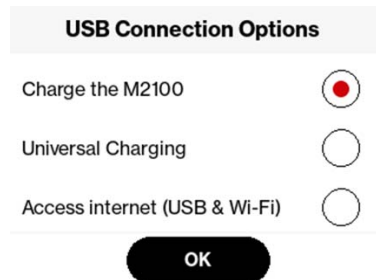 USB Connection Options
Charge the M2100
Universal Charging
Access internet (USB & Wi-Fi)
OK